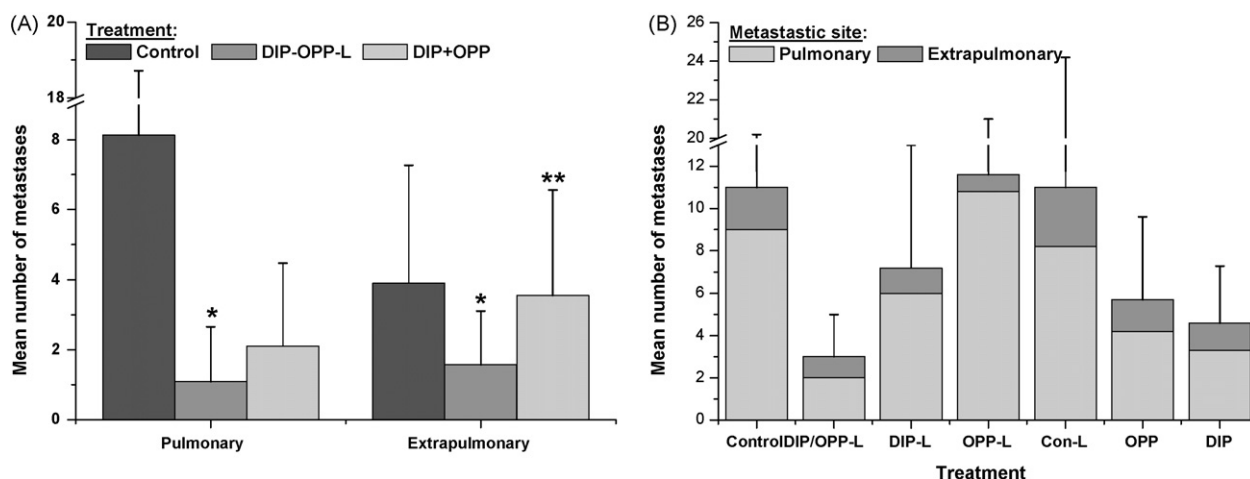 (A)
20
18
8
6
4
2
0
Mean number of metastases
Treatment:
Control DIP-OPP-L DIP+OPP
*
*
**
Pulmonary Extrapulmonary
(B)
26
24
22
20
12
10
8
6
4
2
0
Mean number of metastases
Metastastic site:
Pulmonary Extrapulmonary
Control DIP/OPP-L DIP-L OPP-L Con-L OPP DIP
Treatment